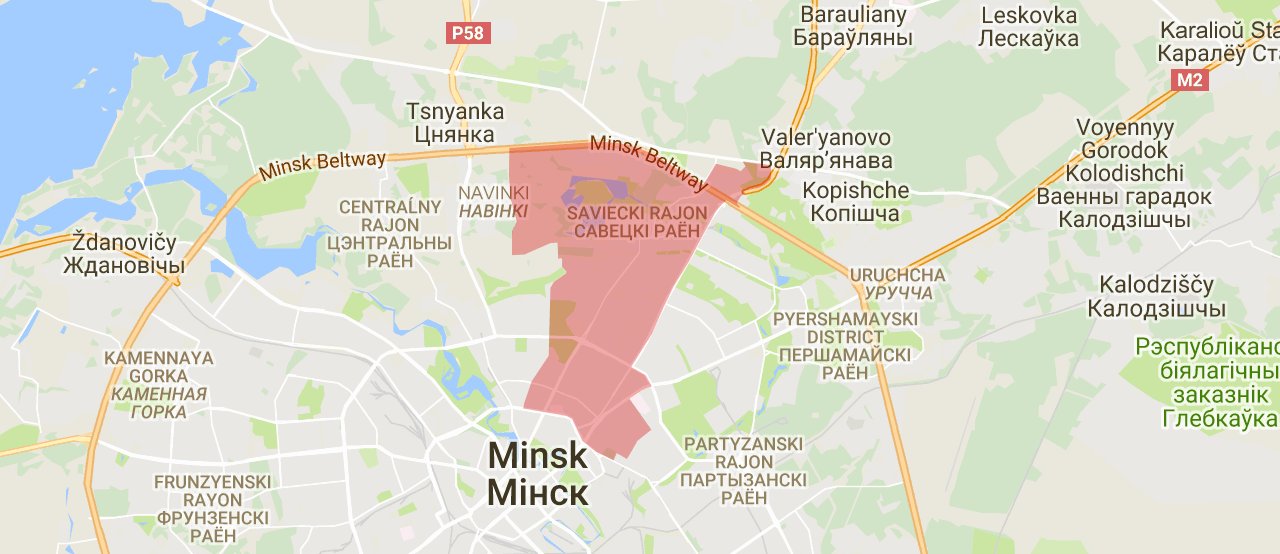 Barauliany
Бараўляны
Leskovka
Лескаўка
Karalioŭ Sta
Каралёў Ста
P58
M2
Tsnyanka
Цнянка
Minsk Beltway
Minsk Beltway
Valer'yanovo
Валяр'янава
Voyennyy
Gorodok
Kolodishchi
Ваенны гарадок
Калодзішчы
Kopishche
Копішча
NAVINKI
НАВІНКІ
CENTRAĹNY
RAJON
ЦЭНТРАЛЬНЫ
РАЁН
SAVIECKI RAJON
САВЕЦКІ РАЁН
Ždanovičy
Ждановічы
URUCHCHA
УРУЧЧА
Kalodziščy
Калодзішчы
PYERSHAMAYSKI
DISTRICT
ПЕРШАМАЙСКІ
РАЁН
Рэспубліканс
біялагічны
заказнік
Глебкаўка
KAMENNAYA
GORKA
КАМЕННАЯ
ГОРКА
Minsk
Мінск
PARTYZANSKI
RAJON
ПАРТЫЗАНСКІ
РАЁН
FRUNZYENSKI
RAYON
ФРУНЗЕНСКІ
РАЁН